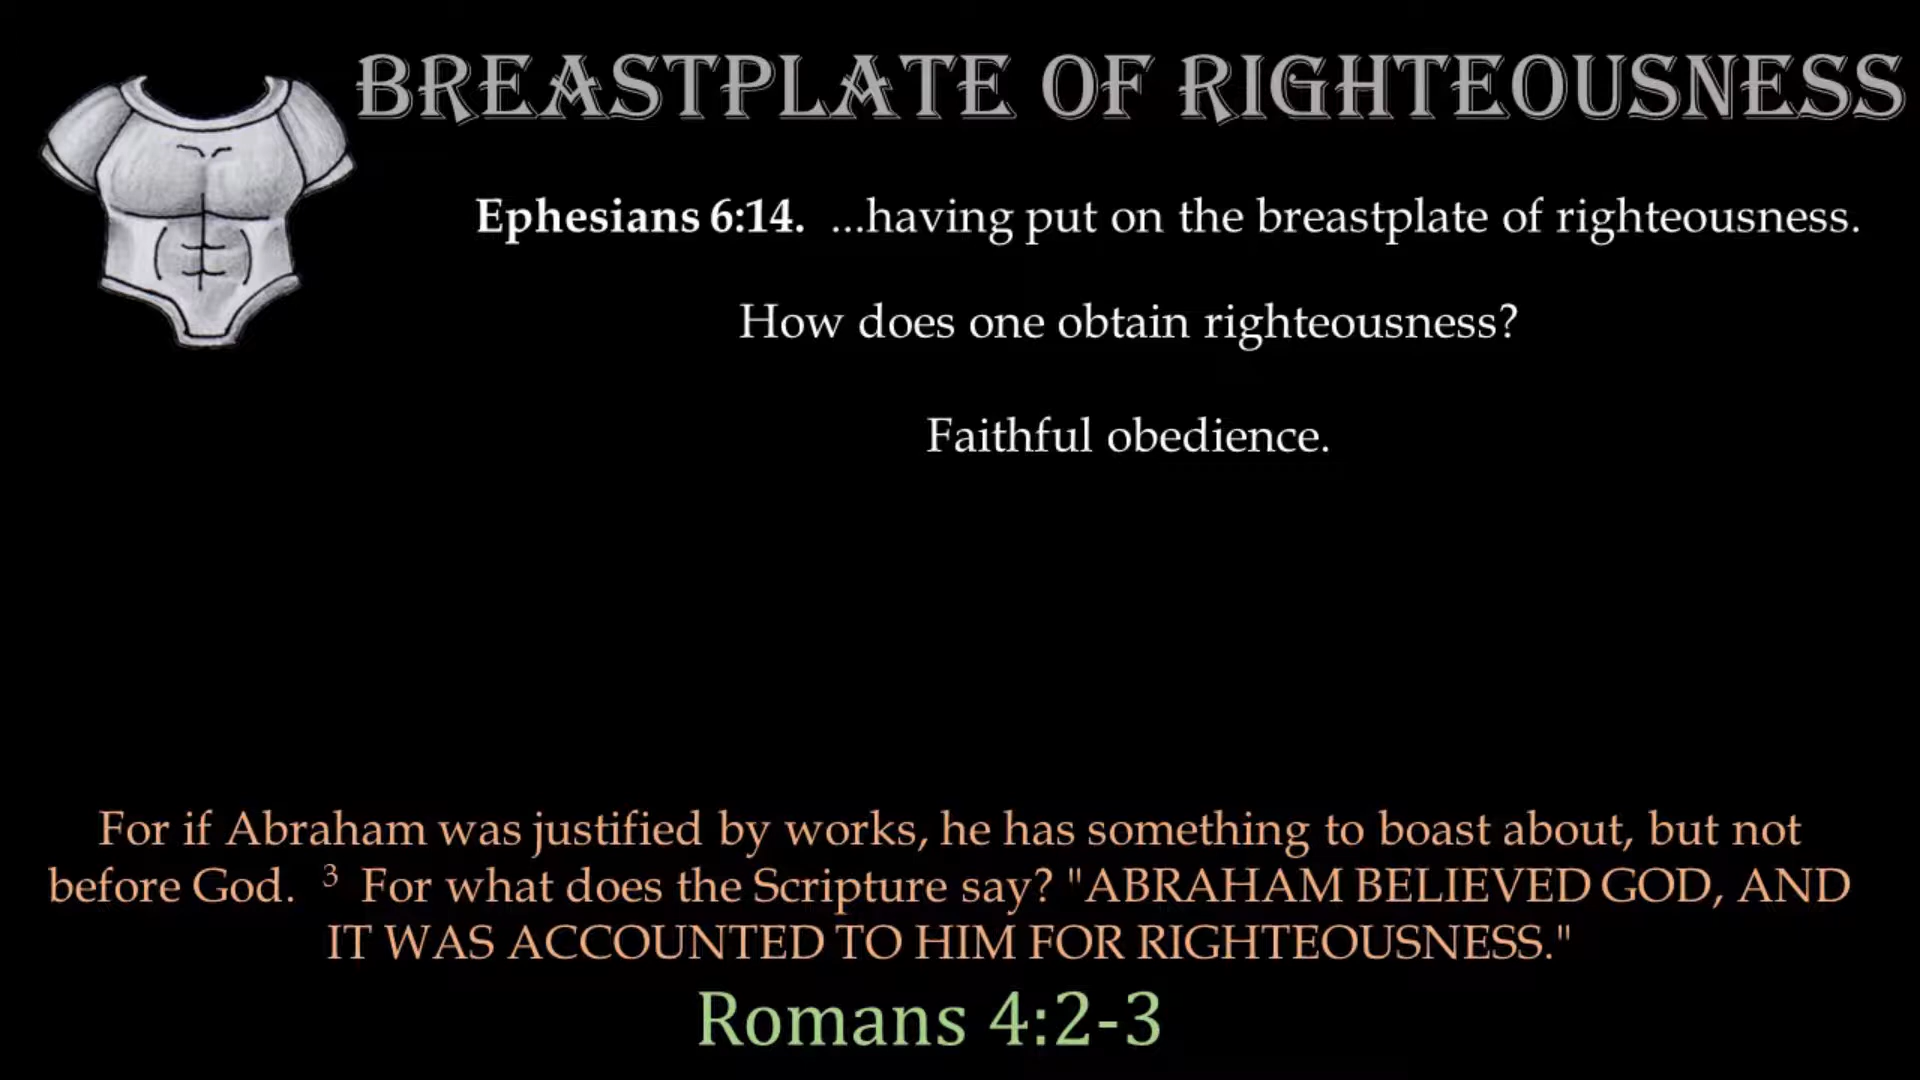 BREASTPLATE OF RIGHTEOUSNESS
Ephesians 6:14. ...having put on the breastplate of righteousness.
How does one obtain righteousness?
Faithful obedience.
For if Abraham was justified by works, he has something to boast about, but not
before God. 3 For what does the Scripture say? "ABRAHAM BELIEVED GOD, AND
IT WAS ACCOUNTED TO HIM FOR RIGHTEOUSNESS."
Romans 4:2-3